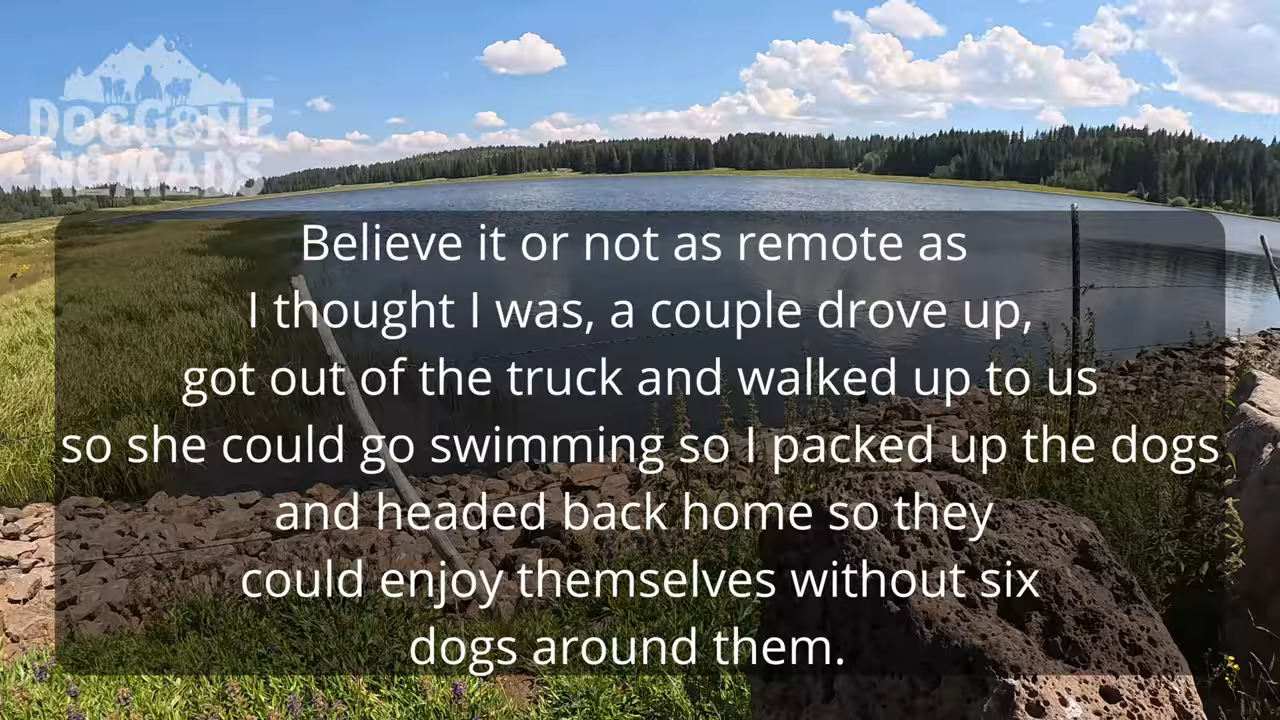 DOGGONE
NOMADS
Believe it or not as remote as
I thought I was, a couple drove up,
got out of the truck and walked up to us
so she could go swimming so I packed up the dogs
and headed back home so they
could enjoy themselves without six
dogs around them.